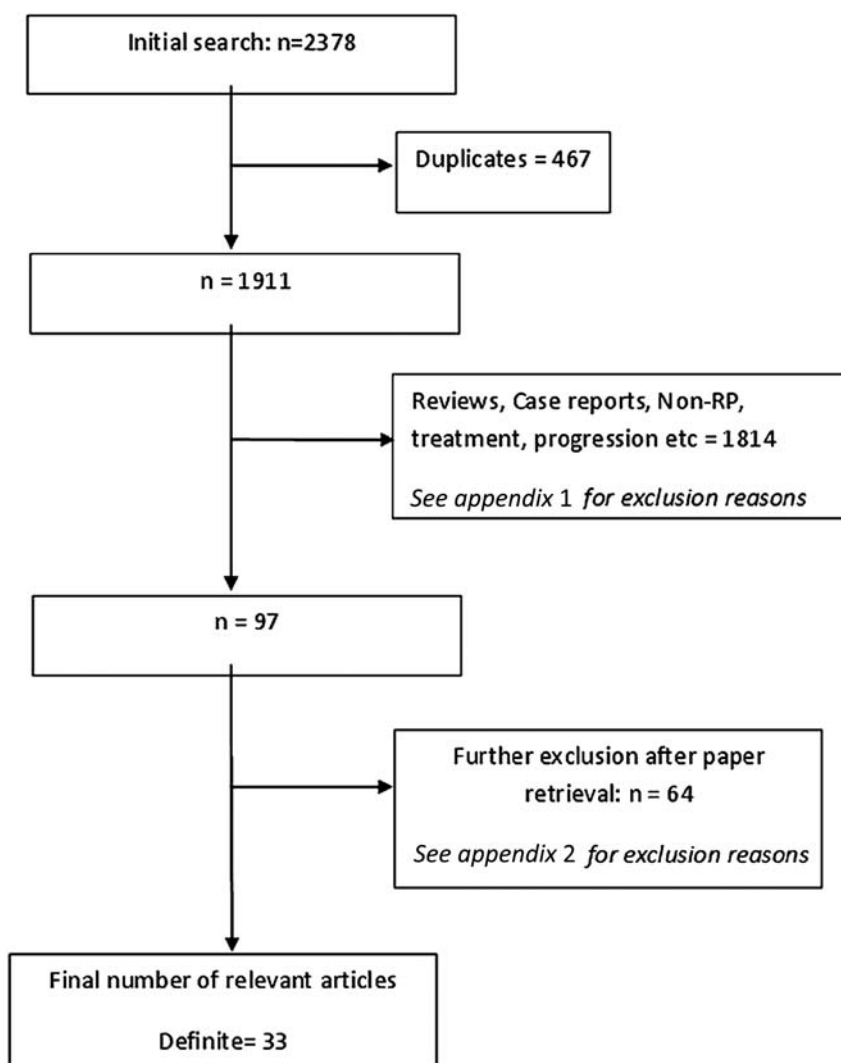 Initial search: n=2378
Duplicates = 467
n = 1911
Reviews, Case reports, Non-RP,
treatment, progression etc = 1814
See appendix 1 for exclusion reasons
n = 97
Further exclusion after paper
retrieval: n = 64
See appendix 2 for exclusion reasons
Final number of relevant articles
Definite= 33